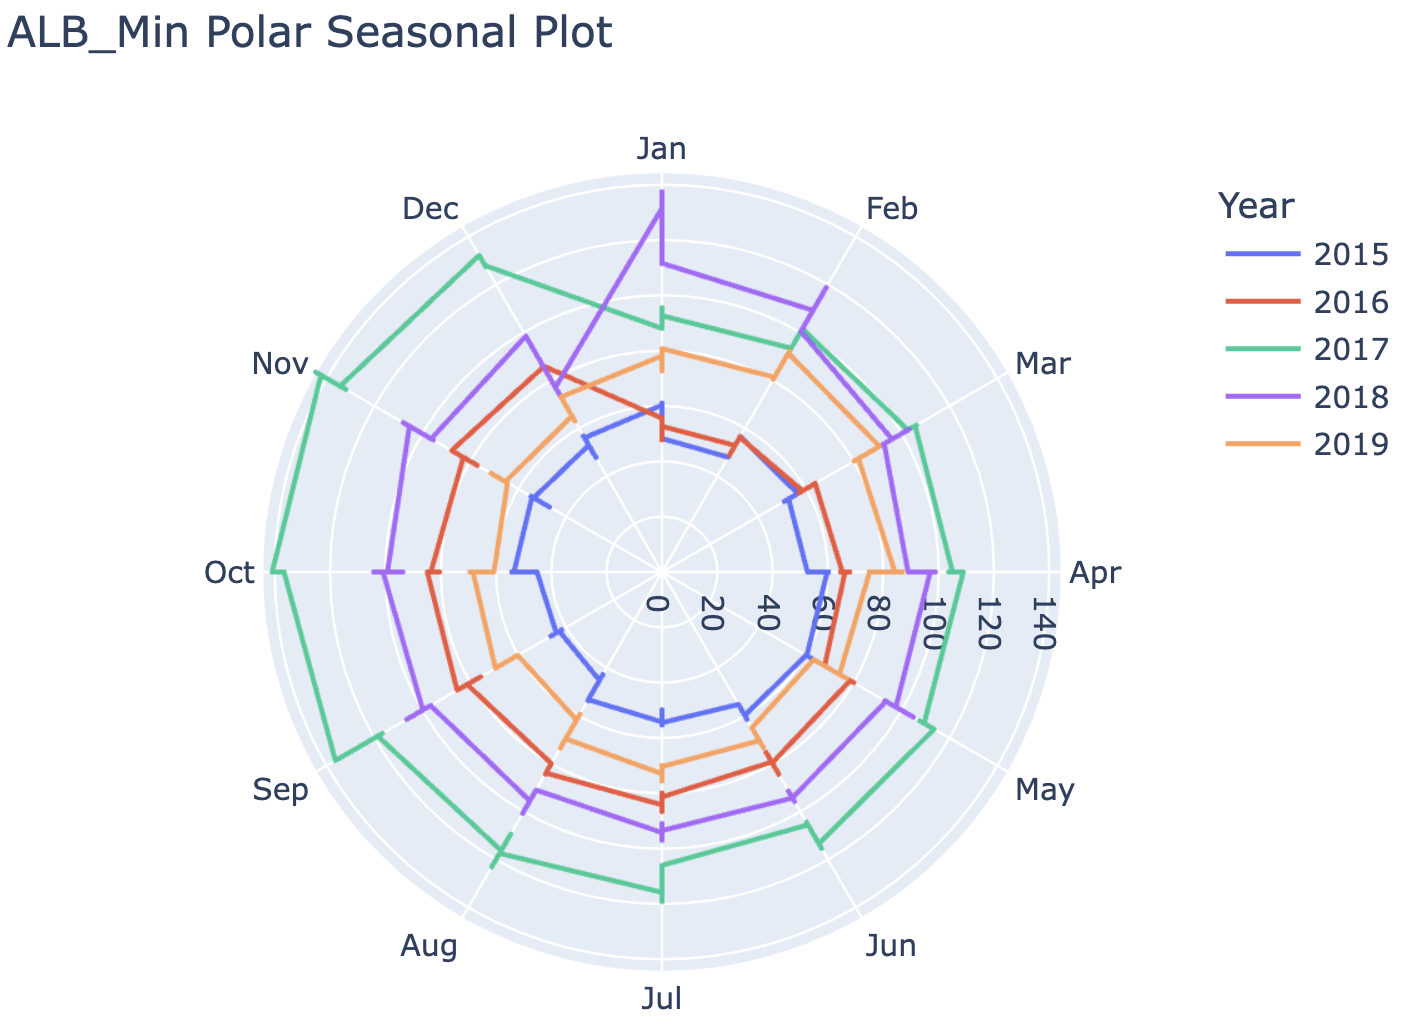 ALB_Min Polar Seasonal Plot
Jan
Feb
Mar
Apr
May
Jun
Jul
Aug
Sep
Oct
Nov
Dec
0
20
40
60
80
100
120
140
Year
2015
2016
2017
2018
2019